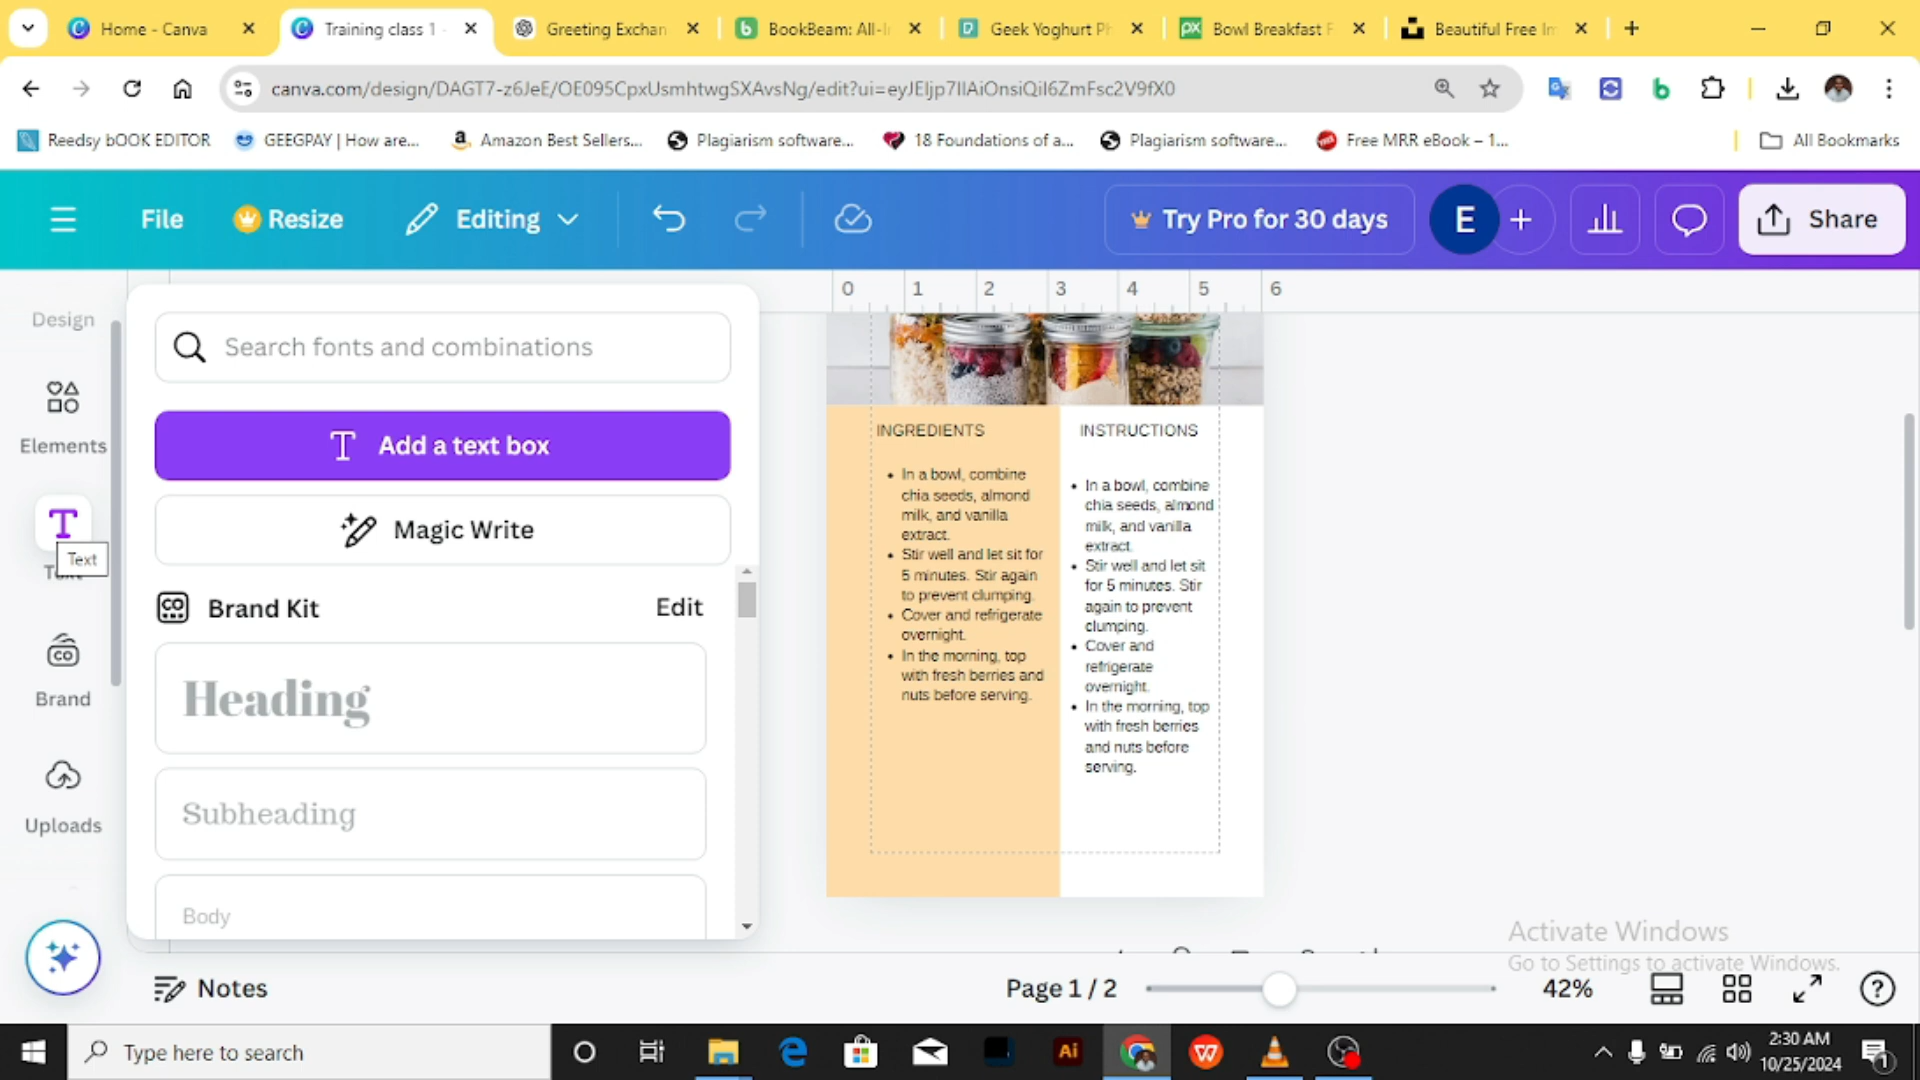 Home - Canva
Training class 1 -
Greeting Exchan
BookBeam: All-I
Geek Yoghurt Ph
Bowl Breakfast F
Beautiful Free Im
canva.com/design/DAGT7-z6JeE/OE095CpxUsmhtwgSXAvsNg/edit?ui=eyJEIjp7IlAiOnsiQiI6ZmFsc2V9fX0
Reedsy bOOK EDITOR
GEEGPAY | How are...
Amazon Best Sellers...
Plagiarism software...
18 Foundations of a...
Plagiarism software...
Free MRR eBook – 1...
All Bookmarks
File
Resize
Editing
Try Pro for 30 days
E
Share
0 1 2 3 4 5 6
Design
Elements
Text
Text
Brand
Uploads
Search fonts and combinations
Add a text box
Magic Write
Brand Kit
Edit
Heading
Subheading
Body
INGREDIENTS
In a bowl, combine
chia seeds, almond
milk, and vanilla
extract.
Stir well and let sit for
5 minutes. Stir again
to prevent clumping.
Cover and refrigerate
overnight.
In the morning, top
with fresh berries and
nuts before serving.
INSTRUCTIONS
In a bowl, combine
chia seeds, almond
milk, and vanilla
extract.
Stir well and let sit
for 5 minutes. Stir
again to prevent
clumping.
Cover and
refrigerate
overnight.
In the morning, top
with fresh berries
and nuts before
serving.
Activate Windows
Go to Settings to activate Windows.
Notes
Page 1 / 2
42%
Type here to search
Ai
2:30 AM
10/25/2024
1